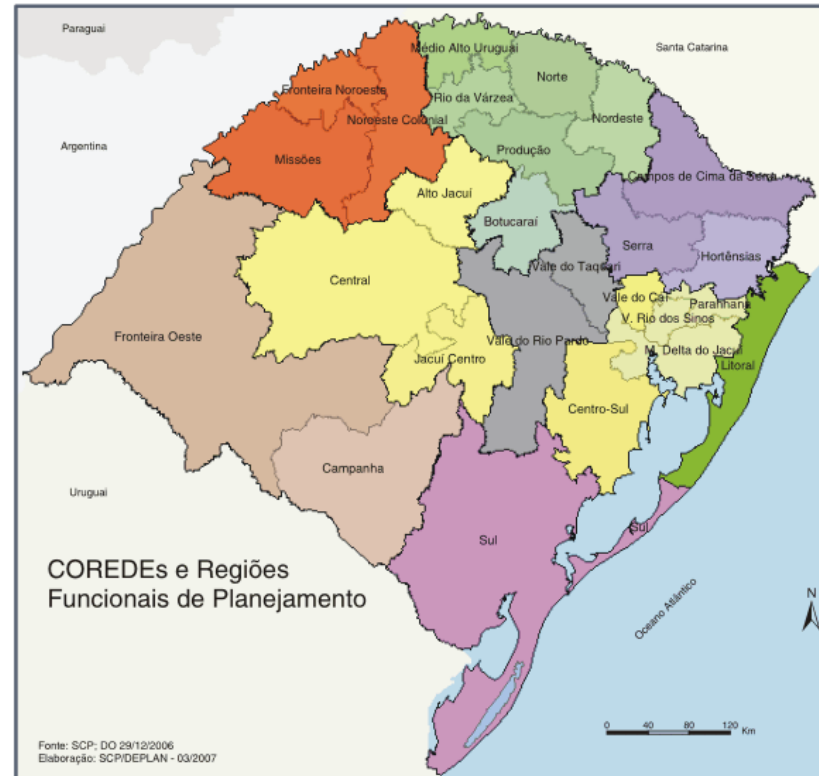 Paraguai
Santa Catarina
Médio Alto Uruguai
Norte
Fronteira Noroeste
Rio da Várzea
Noroeste Colonial
Nordeste
Argentina
Produção
Missões
Campos de Cima da Serra
Alto Jacuí
Botucaraí
Serra
Hortênsias
Vale do Taquari
Central
Vale do Caí
Paranhana
V. Rio dos Sinos
Fronteira Oeste
Vale do Rio Pardo
Jacuí Centro
M. Delta do Jacuí
Litoral
Centro-Sul
Campanha
Uruguai
Sul
Sul
COREDEs e Regiões
Funcionais de Planejamento
Oceano Atlântico
N
0 40 80 120
Km
Fonte: SCP; DO 29/12/2006
Elaboração: SCP/DEPLAN - 03/2007